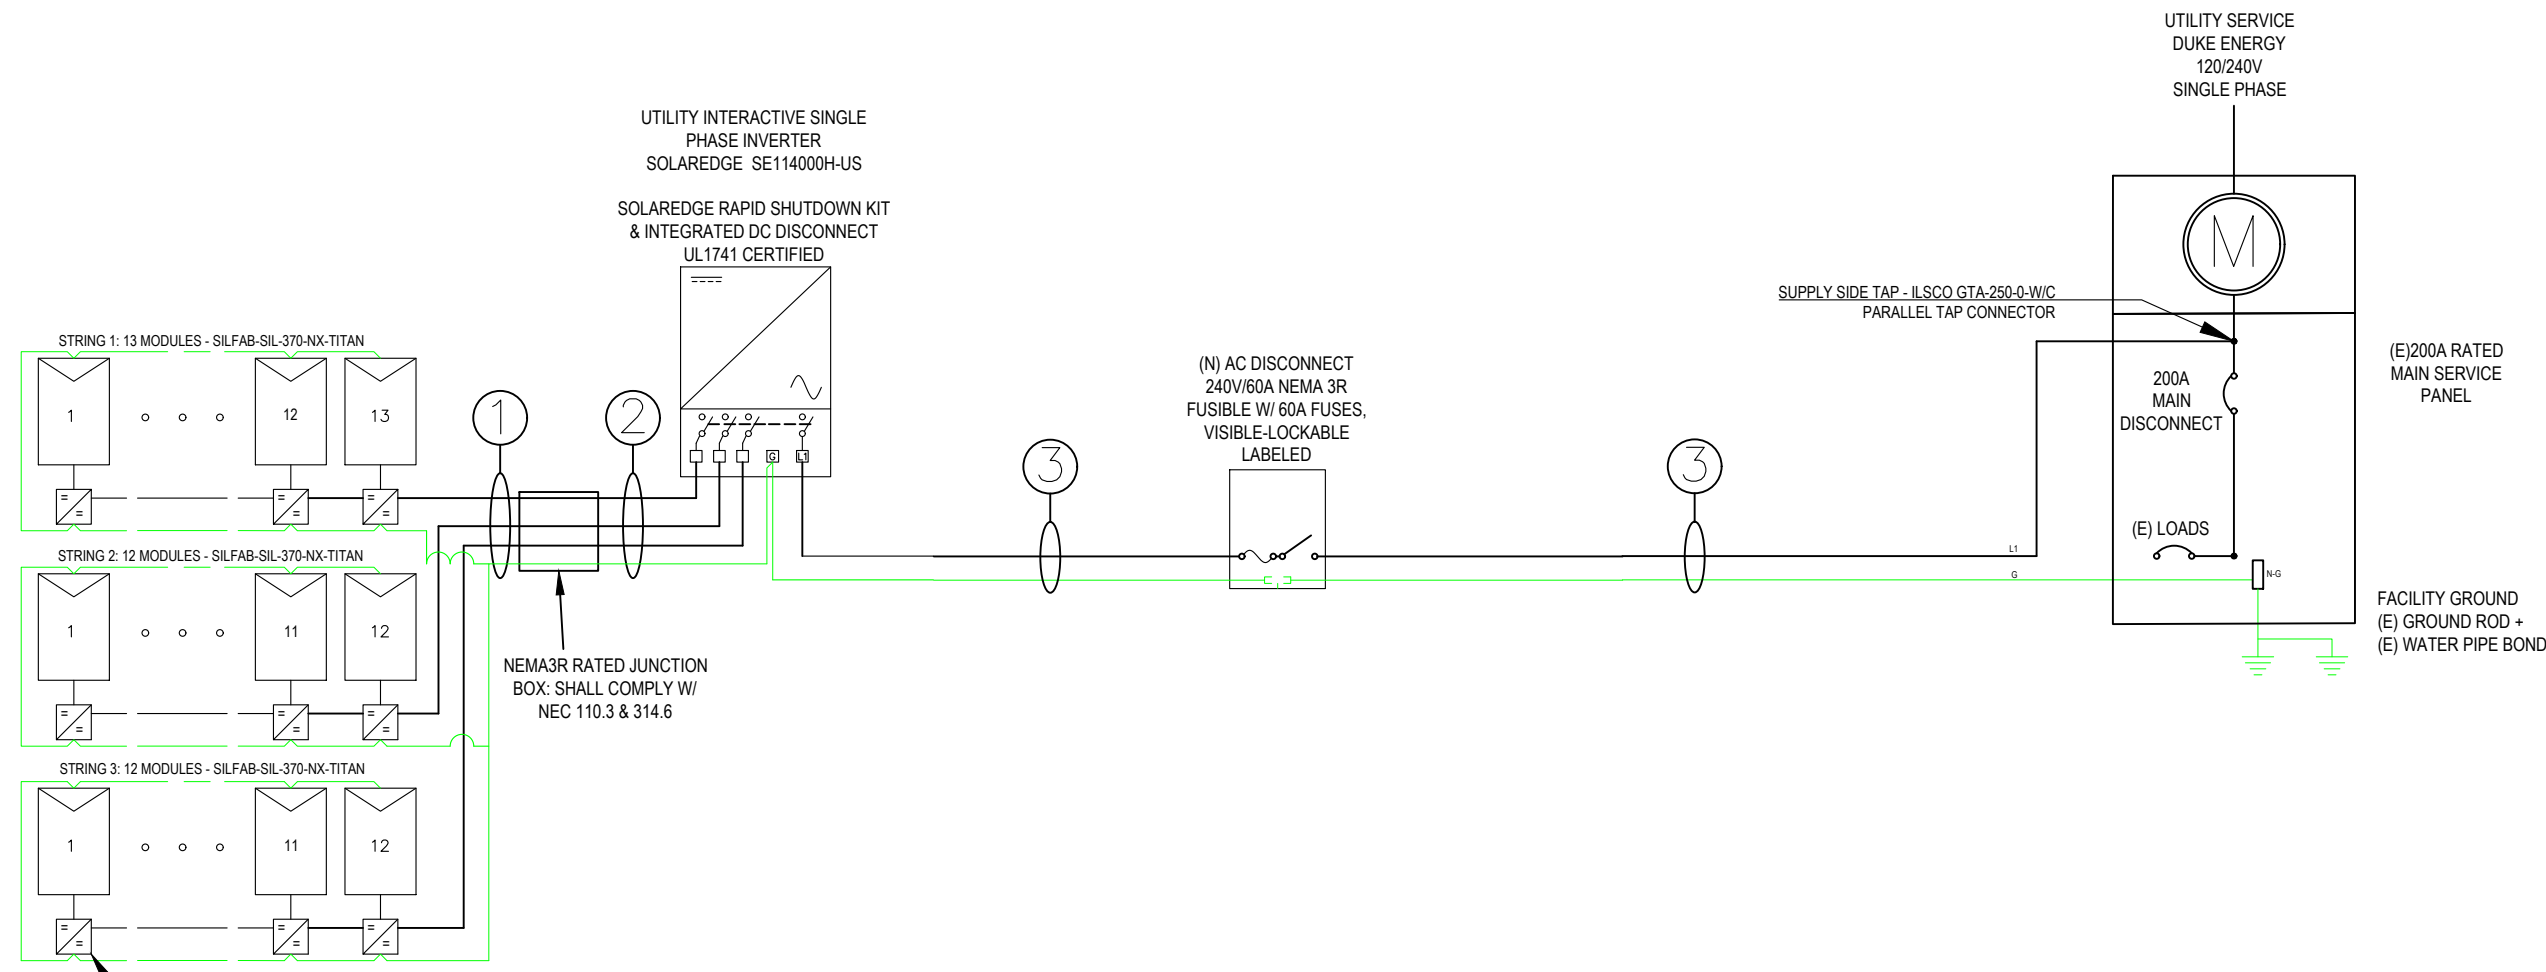 UTILITY SERVICE
DUKE ENERGY
120/240V
SINGLE PHASE
UTILITY INTERACTIVE SINGLE
PHASE INVERTER
SOLAREDGE SE114000H-US
SOLAREDGE RAPID SHUTDOWN KIT
& INTEGRATED DC DISCONNECT
UL1741 CERTIFIED
M
SUPPLY SIDE TAP - ILSCO GTA-250-0-W/C
PARALLEL TAP CONNECTOR
STRING 1: 13 MODULES - SILFAB-SIL-370-NX-TITAN
1
12
13
1
2
G
L1
3
(N) AC DISCONNECT
240V/60A NEMA 3R
FUSIBLE W/ 60A FUSES,
VISIBLE-LOCKABLE
LABELED
3
200A
MAIN
DISCONNECT
(E)200A RATED
MAIN SERVICE
PANEL
(E) LOADS
L1
G
N-G
FACILITY GROUND
(E) GROUND ROD +
(E) WATER PIPE BOND
STRING 2: 12 MODULES - SILFAB-SIL-370-NX-TITAN
1
11
12
NEMA3R RATED JUNCTION
BOX: SHALL COMPLY W/
NEC 110.3 & 314.6
STRING 3: 12 MODULES - SILFAB-SIL-370-NX-TITAN
1
11
12